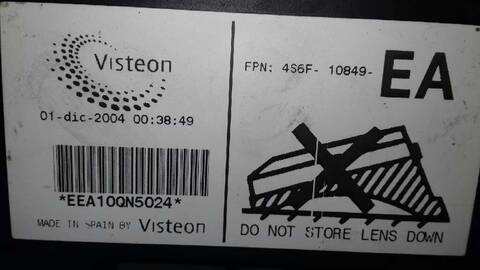 Visteon
01-dic-2004 00:38:49
*EEA10QN5024*
MADE IN SPAIN BY Visteon
FPN: 4S6F- 10849- EA
DO NOT STORE LENS DOWN